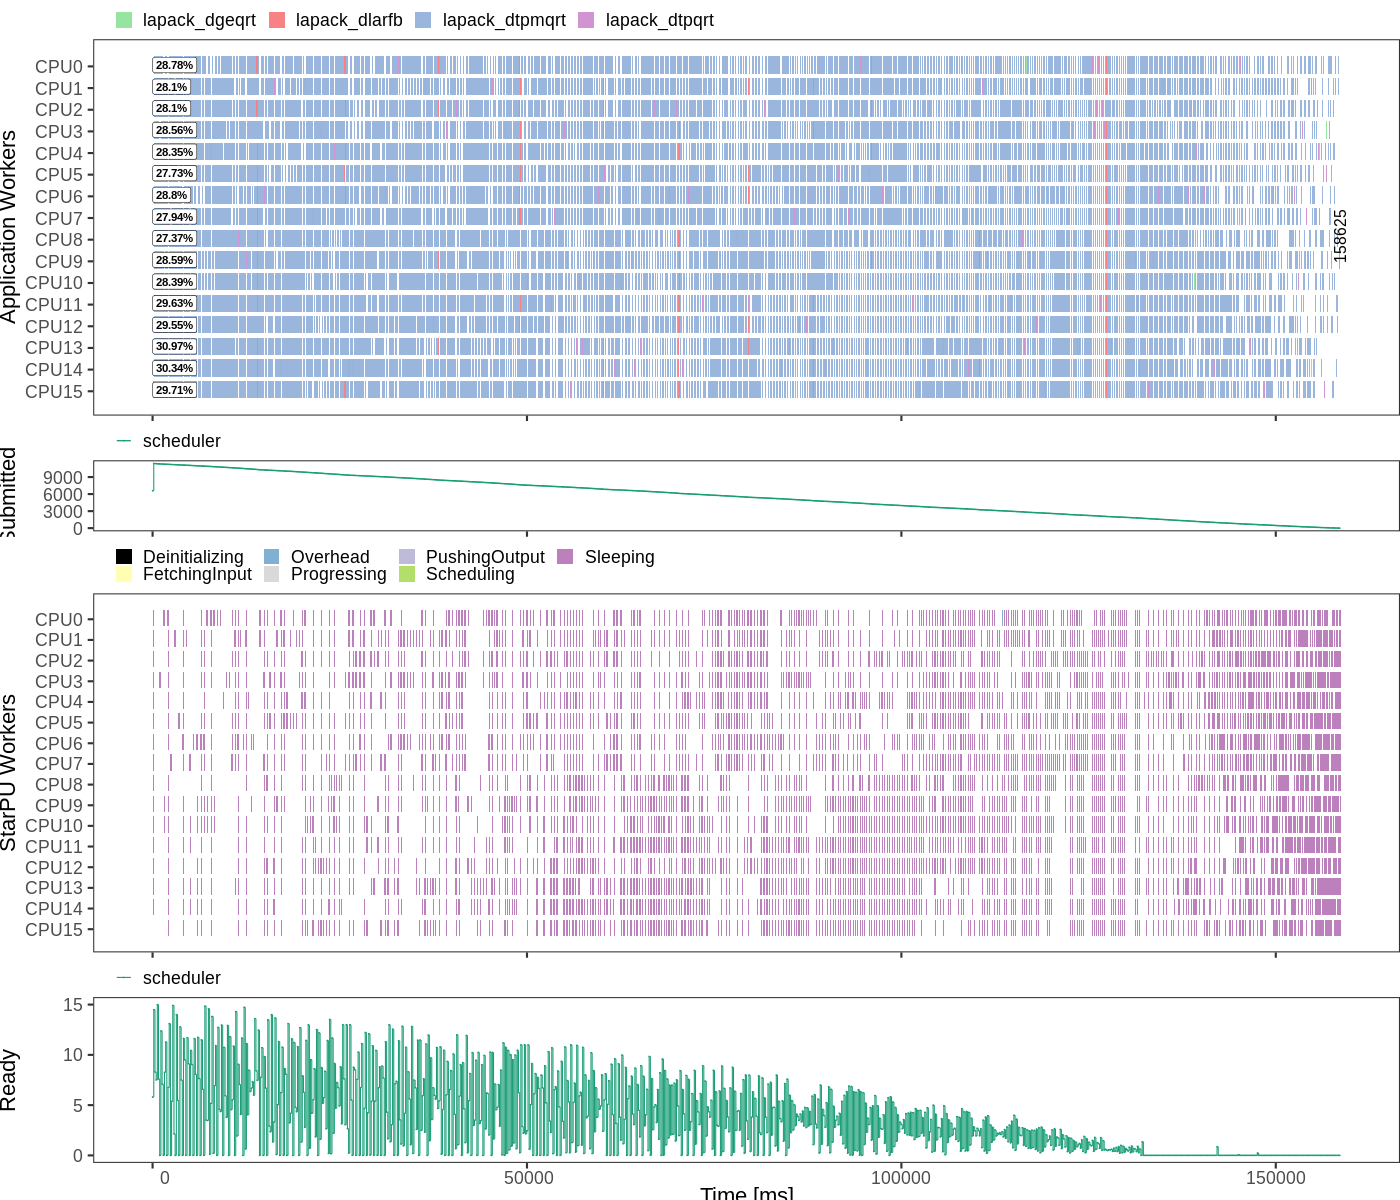 lapack_dgeqrt lapack_dlarfb lapack_dtpmqrt lapack_dtpqrt
Application Workers
CPU0 28.78%
CPU1 28.1%
CPU2 28.1%
CPU3 28.56%
CPU4 28.35%
CPU5 27.73%
CPU6 28.8%
CPU7 27.94%
CPU8 27.37%
CPU9 28.59%
CPU10 28.39%
CPU11 29.63%
CPU12 29.55%
CPU13 30.97%
CPU14 30.34%
CPU15 29.71%
158625
scheduler
Submitted
9000
6000
3000
0
Deinitializing Overhead PushingOutput Sleeping
FetchingInput Progressing Scheduling
StarPU Workers
CPU0
CPU1
CPU2
CPU3
CPU4
CPU5
CPU6
CPU7
CPU8
CPU9
CPU10
CPU11
CPU12
CPU13
CPU14
CPU15
scheduler
Ready
15
10
5
0
0 50000 100000 150000
Time [ms]